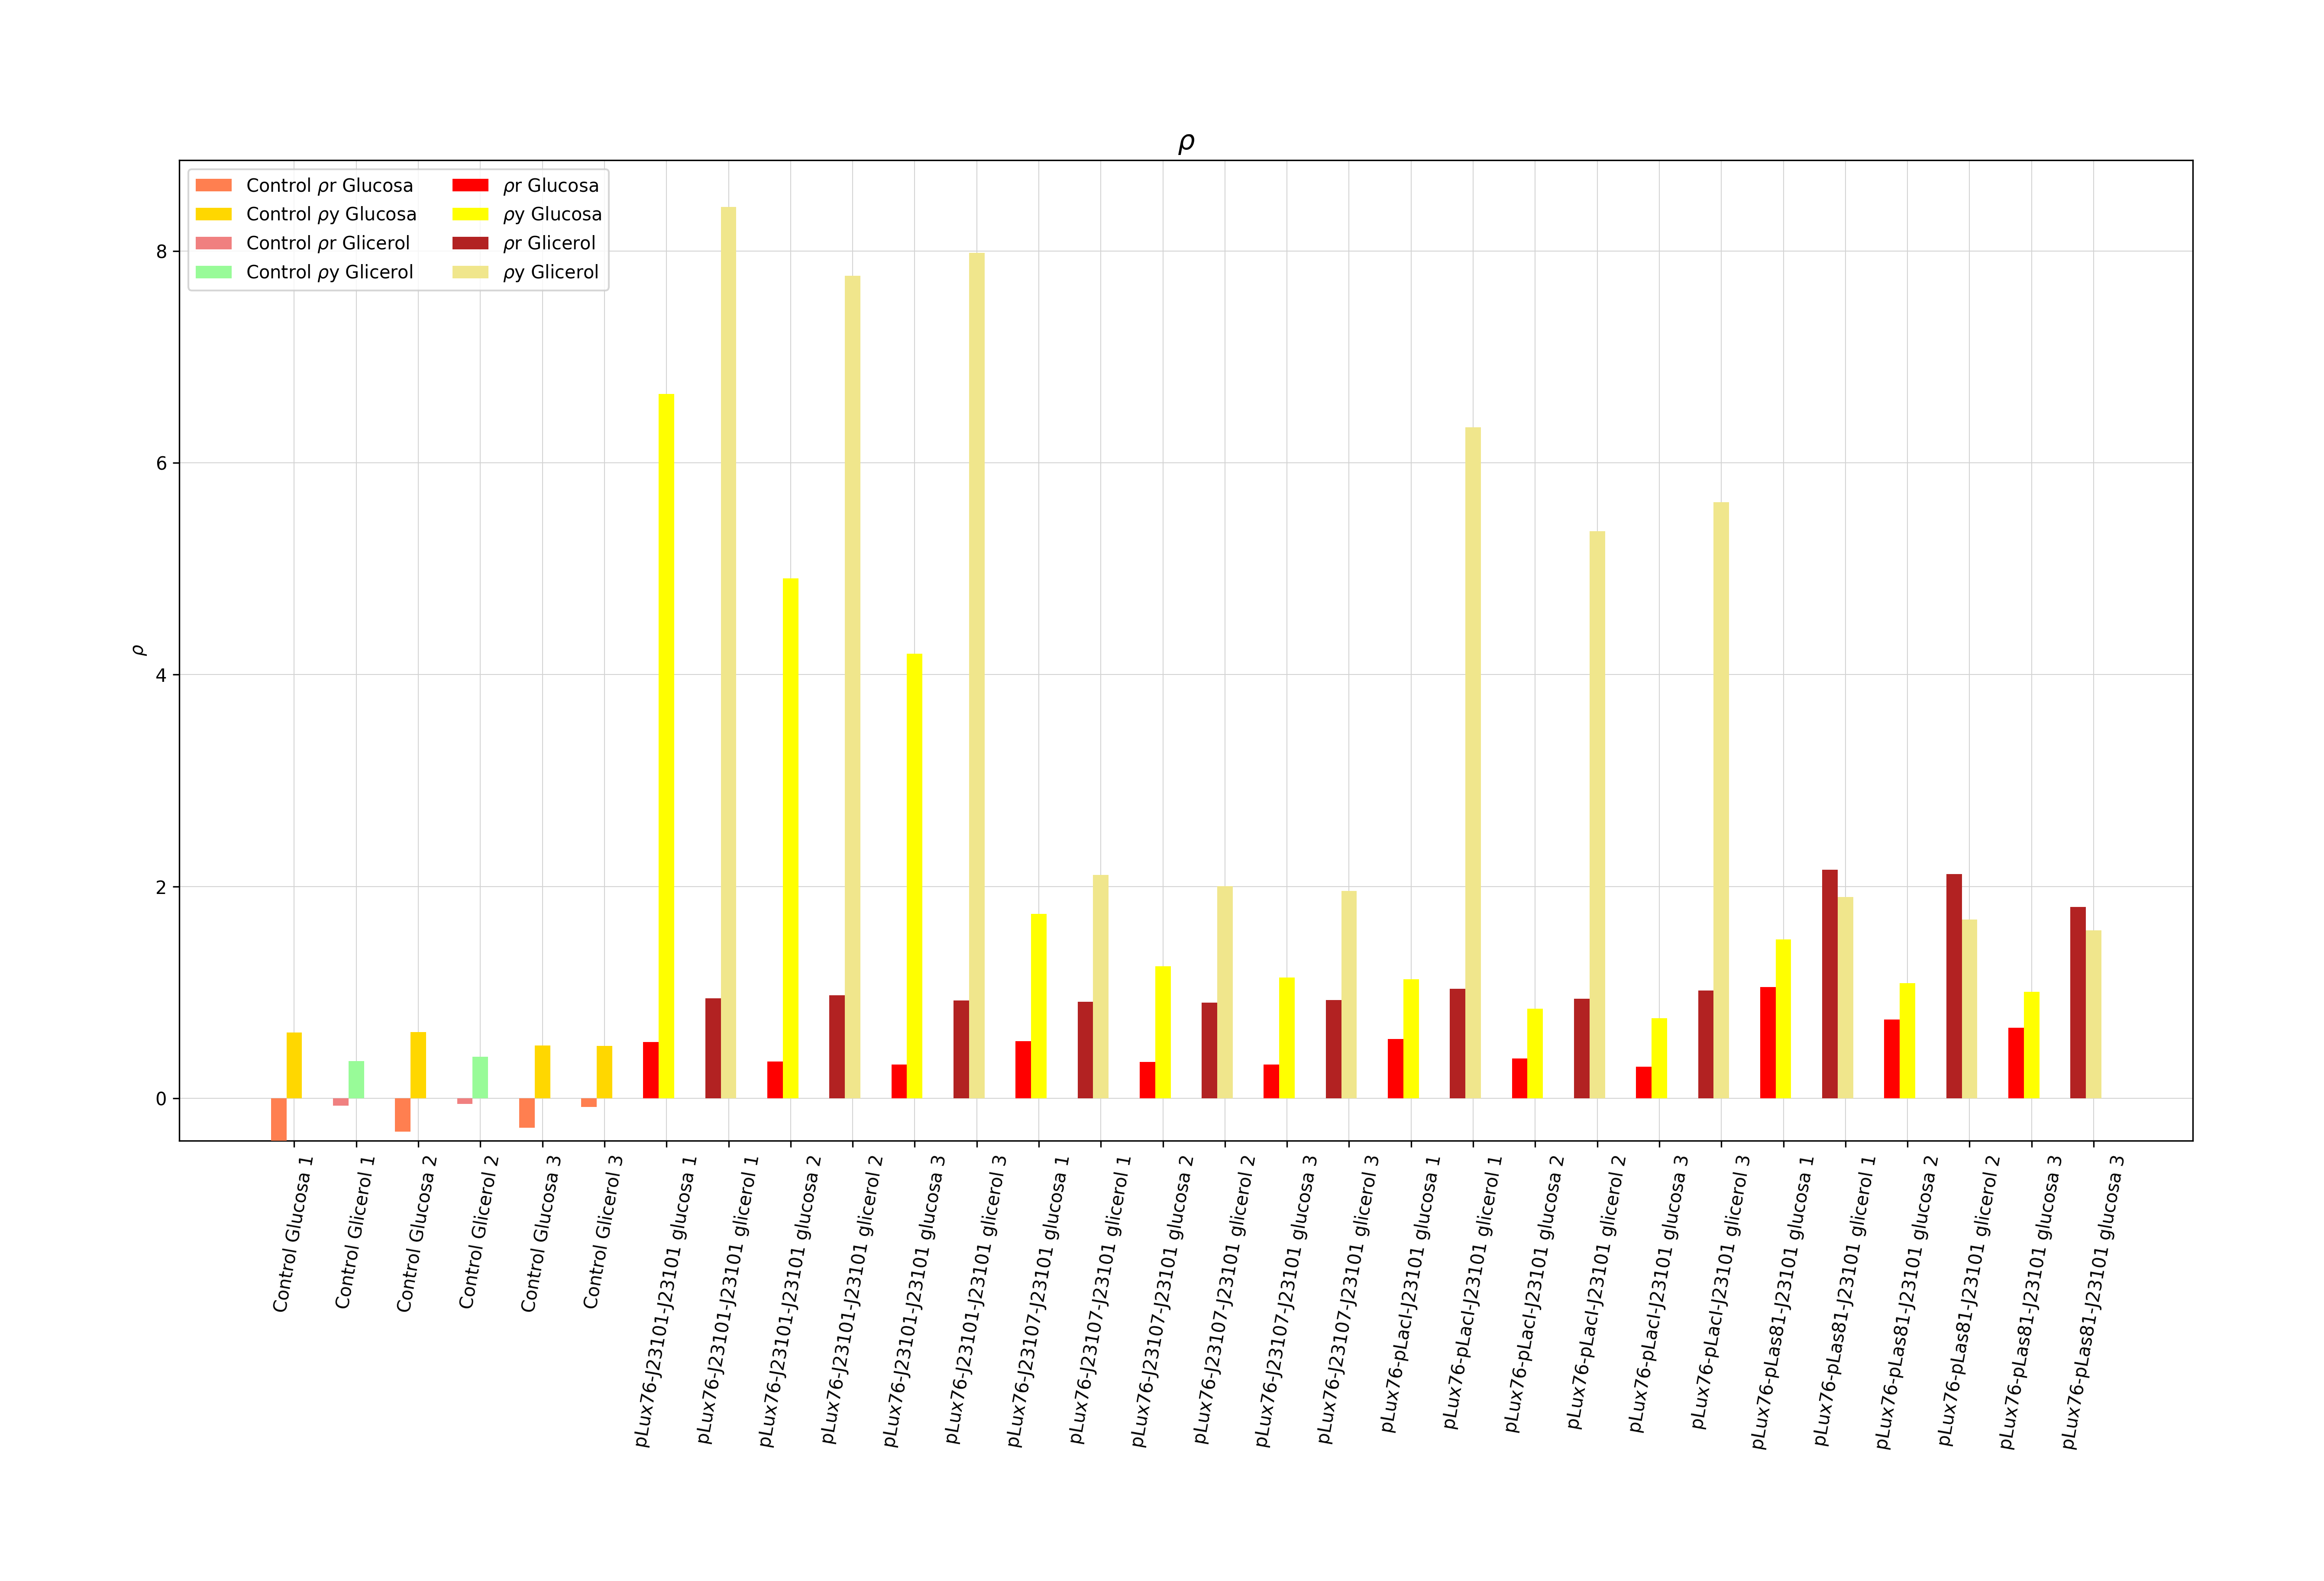 ρ
Control ρr Glucosa
Control ρy Glucosa
Control ρr Glicerol
Control ρy Glicerol
ρr Glucosa
ρy Glucosa
ρr Glicerol
ρy Glicerol
8
6
4
2
0
ρ
Control Glucosa 1
Control Glicerol 1
Control Glucosa 2
Control Glicerol 2
Control Glucosa 3
Control Glicerol 3
pLux76-J23101-J23101 glucosa 1
pLux76-J23101-J23101 glicerol 1
pLux76-J23101-J23101 glucosa 2
pLux76-J23101-J23101 glicerol 2
pLux76-J23101-J23101 glucosa 3
pLux76-J23101-J23101 glicerol 3
pLux76-J23107-J23101 glucosa 1
pLux76-J23107-J23101 glicerol 1
pLux76-J23107-J23101 glucosa 2
pLux76-J23107-J23101 glicerol 2
pLux76-J23107-J23101 glucosa 3
pLux76-J23107-J23101 glicerol 3
pLux76-pLacI-J23101 glucosa 1
pLux76-pLacI-J23101 glicerol 1
pLux76-pLacI-J23101 glucosa 2
pLux76-pLacI-J23101 glicerol 2
pLux76-pLacI-J23101 glucosa 3
pLux76-pLacI-J23101 glicerol 3
pLux76-pLas81-J23101 glucosa 1
pLux76-pLas81-J23101 glicerol 1
pLux76-pLas81-J23101 glucosa 2
pLux76-pLas81-J23101 glicerol 2
pLux76-pLas81-J23101 glucosa 3
pLux76-pLas81-J23101 glucosa 3